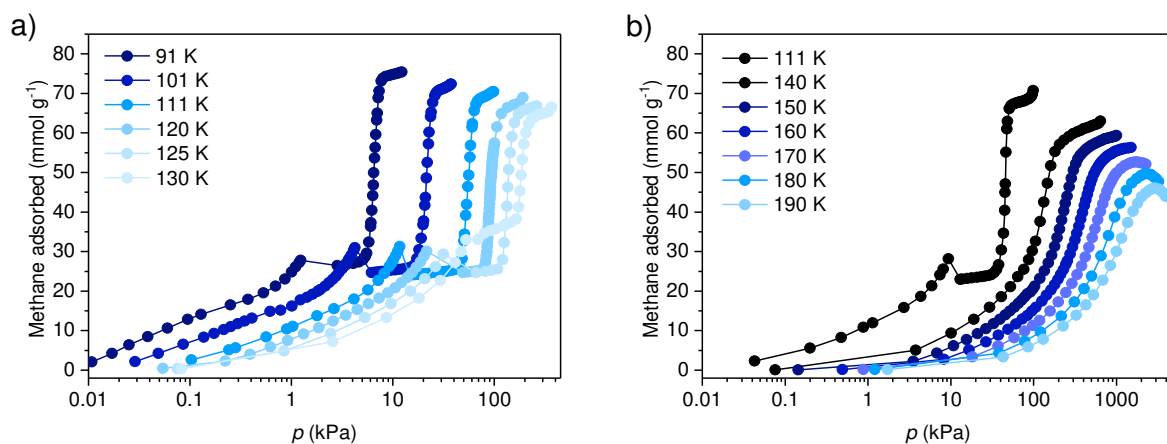 a)
Methane adsorbed (mmol g⁻¹)
80
70
60
50
40
30
20
10
0
91 K
101 K
111 K
120 K
125 K
130 K
0.01 0.1 1 10 100
p (kPa)
b)
Methane adsorbed (mmol g⁻¹)
80
70
60
50
40
30
20
10
0
111 K
140 K
150 K
160 K
170 K
180 K
190 K
0.01 0.1 1 10 100 1000
p (kPa)